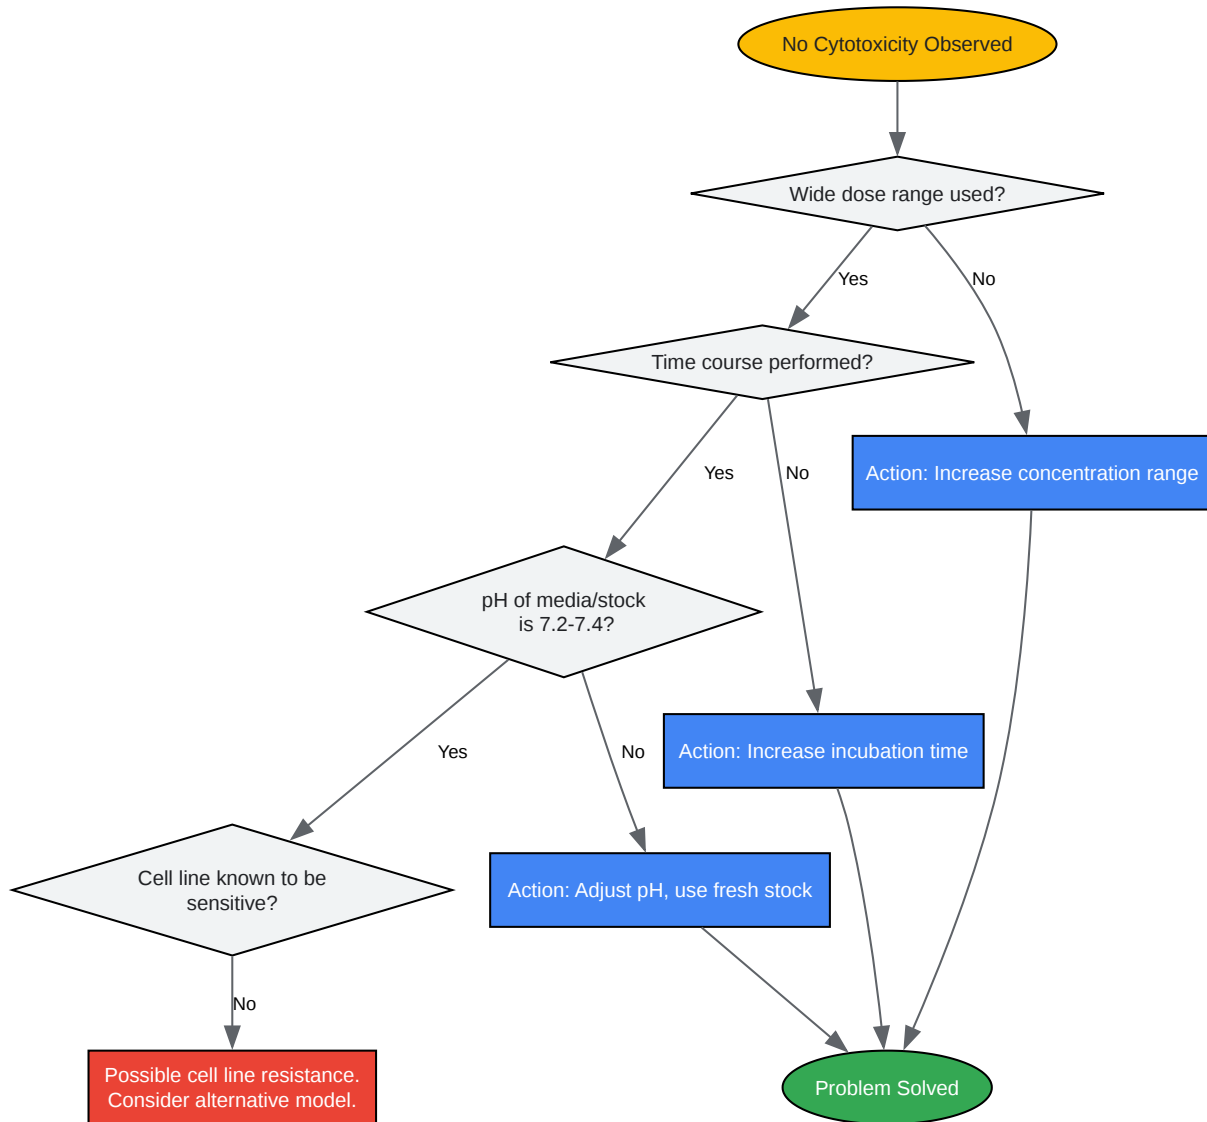 No Cytotoxicity Observed
Wide dose range used?
Yes
No
Time course performed?
Yes
No
Action: Increase concentration range
pH of media/stock
is 7.2-7.4?
Yes
No
Action: Increase incubation time
Cell line known to be
sensitive?
Action: Adjust pH, use fresh stock
No
Possible cell line resistance.
Consider alternative model.
Problem Solved